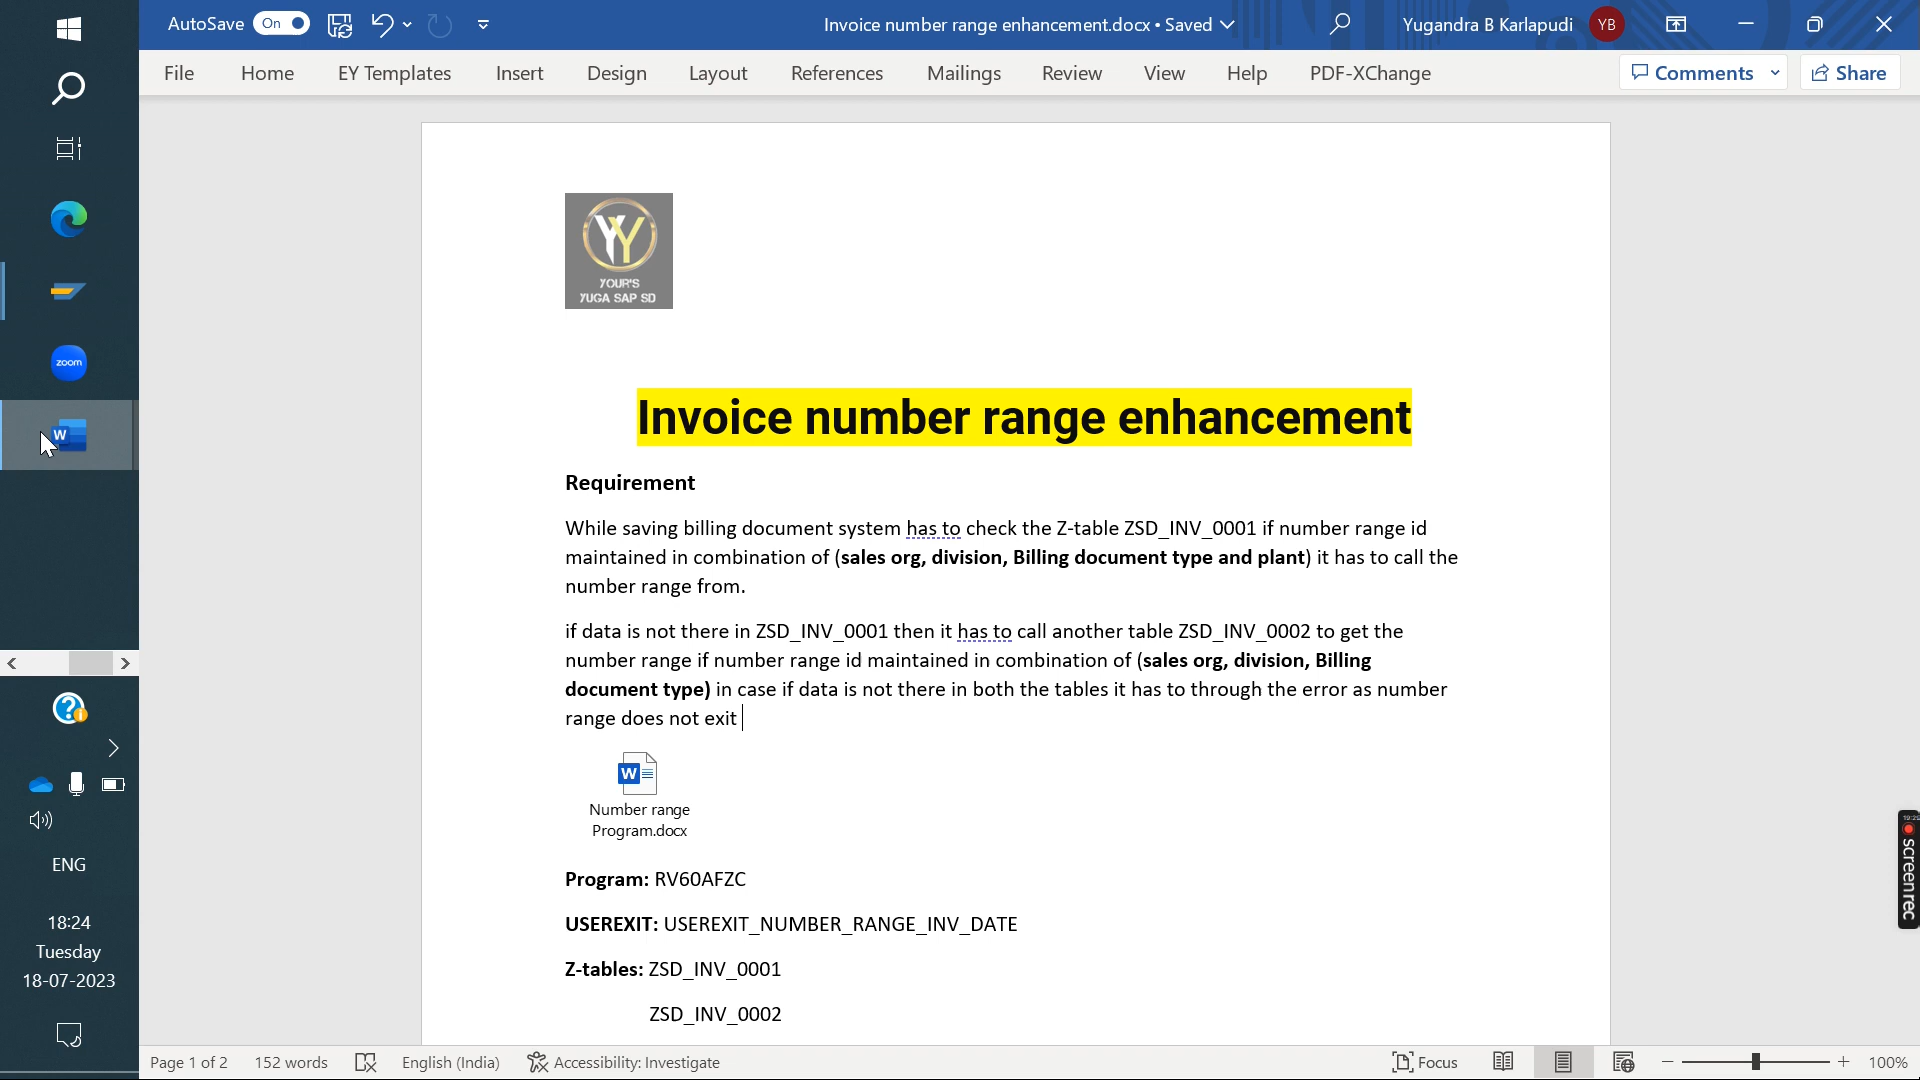 AutoSave On
Invoice number range enhancement.docx • Saved
Yugandra B Karlapudi YB
File Home EY Templates Insert Design Layout References Mailings Review View Help PDF-XChange
Comments Share
YY
YOUR'S
YUGA SAP SD
Invoice number range enhancement
Requirement
While saving billing document system has to check the Z-table ZSD_INV_0001 if number range id
maintained in combination of (sales org, division, Billing document type and plant) it has to call the
number range from.
if data is not there in ZSD_INV_0001 then it has to call another table ZSD_INV_0002 to get the
number range if number range id maintained in combination of (sales org, division, Billing
document type) in case if data is not there in both the tables it has to through the error as number
range does not exit
W
Number range
Program.docx
Program: RV60AFZC
USEREXIT: USEREXIT_NUMBER_RANGE_INV_DATE
Z-tables: ZSD_INV_0001
ZSD_INV_0002
zoom
W
ENG
18:24
Tuesday
18-07-2023
19:29
screenrec
Page 1 of 2 152 words English (India) Accessibility: Investigate Focus 100%